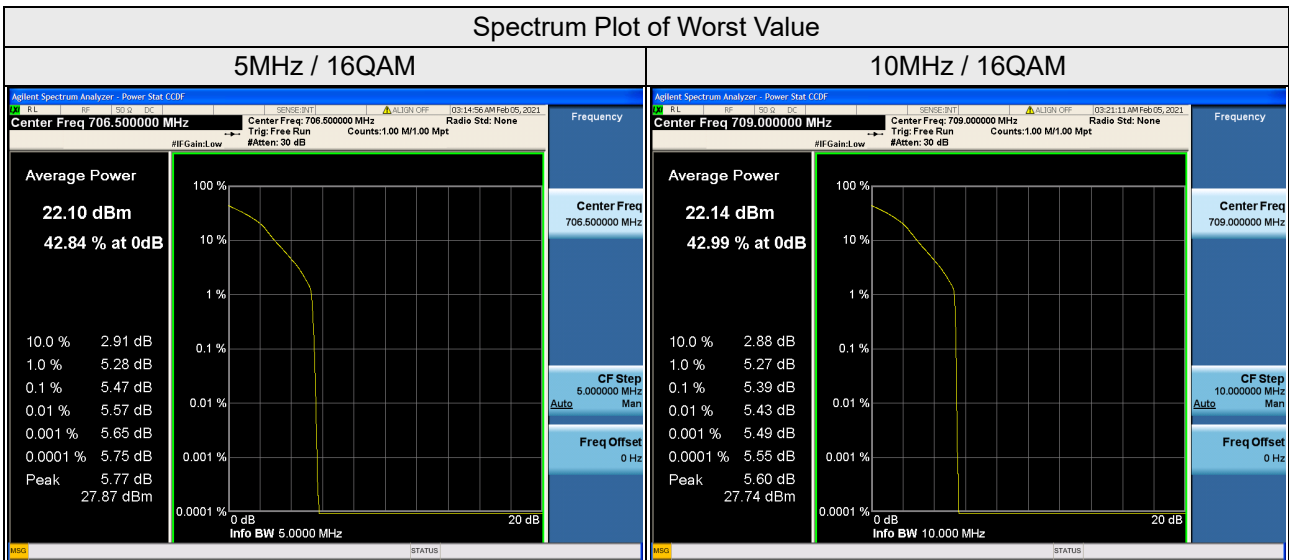 Spectrum Plot of Worst Value
5MHz / 16QAM
10MHz / 16QAM
Agilent Spectrum Analyzer - Power Stat CCDF
RL RF 50 Ω DC SENSE:INT ALIGN OFF 03:14:56 AM Feb 05, 2021
Center Freq 706.500000 MHz
Center Freq: 706.500000 MHz Radio Std: None
Trig: Free Run Counts:1.00 M/1.00 Mpt
#IFGain:Low #Atten: 30 dB
Average Power
22.10 dBm
42.84 % at 0dB
10.0 % 2.91 dB
1.0 % 5.28 dB
0.1 % 5.47 dB
0.01 % 5.57 dB
0.001 % 5.65 dB
0.0001 % 5.75 dB
Peak 5.77 dB
27.87 dBm
100 %
10 %
1 %
0.1 %
0.01 %
0.001 %
0.0001 %
0 dB 20 dB
Info BW 5.0000 MHz
Frequency
Center Freq
706.500000 MHz
CF Step
5.000000 MHz
Auto Man
Freq Offset
0 Hz
MSG STATUS
Agilent Spectrum Analyzer - Power Stat CCDF
RL RF 50 Ω DC SENSE:INT ALIGN OFF 03:21:11 AM Feb 05, 2021
Center Freq 709.000000 MHz
Center Freq: 709.000000 MHz Radio Std: None
Trig: Free Run Counts:1.00 M/1.00 Mpt
#IFGain:Low #Atten: 30 dB
Average Power
22.14 dBm
42.99 % at 0dB
10.0 % 2.88 dB
1.0 % 5.27 dB
0.1 % 5.39 dB
0.01 % 5.43 dB
0.001 % 5.49 dB
0.0001 % 5.55 dB
Peak 5.60 dB
27.74 dBm
100 %
10 %
1 %
0.1 %
0.01 %
0.001 %
0.0001 %
0 dB 20 dB
Info BW 10.000 MHz
Frequency
Center Freq
709.000000 MHz
CF Step
10.000000 MHz
Auto Man
Freq Offset
0 Hz
MSG STATUS